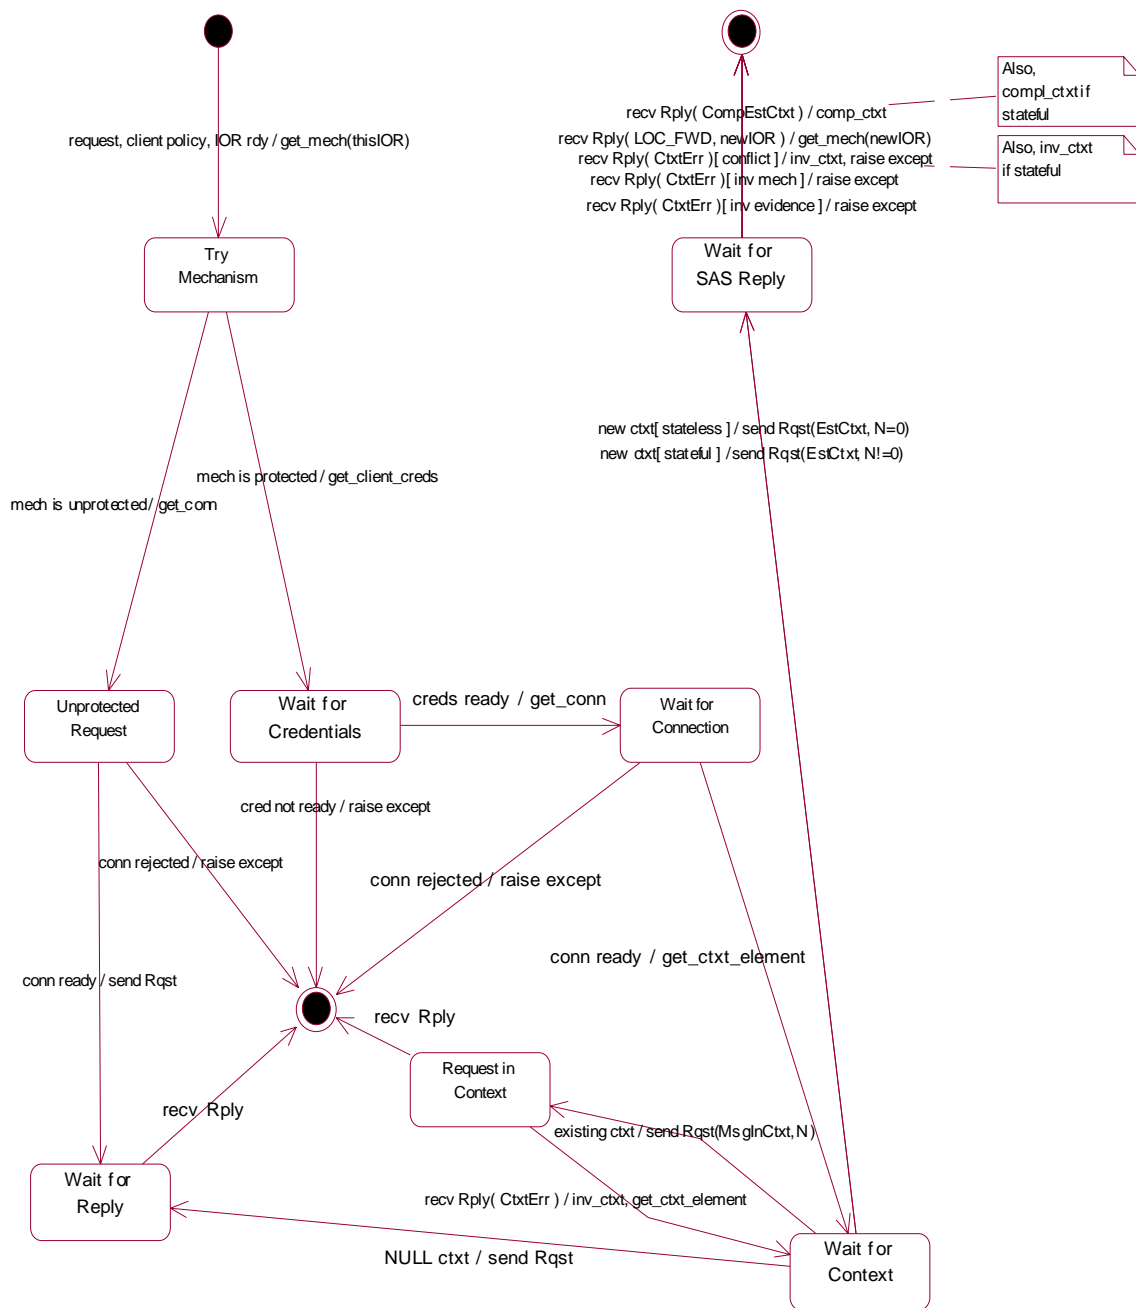 Also,
compl_ctxt if
stateful
recv Rply( CompEstCtxt ) / comp_ctxt
request, client policy, IOR rdy / get_mech(thisIOR)
recv Rply( LOC_FWD, newIOR ) / get_mech(newIOR)
recv Rply( CtxtErr )[ conflict ] / inv_ctxt, raise except
recv Rply( CtxtErr )[ inv mech ] / raise except
recv Rply( CtxtErr )[ inv evidence ] / raise except
Also, inv_ctxt
if stateful
Try
Mechanism
Wait for
SAS Reply
new ctxt[ stateless ] / send Rqst(EstCtxt, N=0)
new ctxt[ stateful ] / send Rqst(EstCtxt, N!=0)
mech is protected / get_client_creds
mech is unprotected / get_conn
Unprotected
Request
Wait for
Credentials
creds ready / get_conn
Wait for
Connection
cred not ready / raise except
conn rejected / raise except
conn rejected / raise except
conn ready / get_ctxt_element
conn ready / send Rqst
recv Rply
Request in
Context
recv Rply
existing ctxt / send Rqst(MsgInCtxt, N )
Wait for
Reply
recv Rply( CtxtErr ) / inv_ctxt, get_ctxt_element
NULL ctxt / send Rqst
Wait for
Context